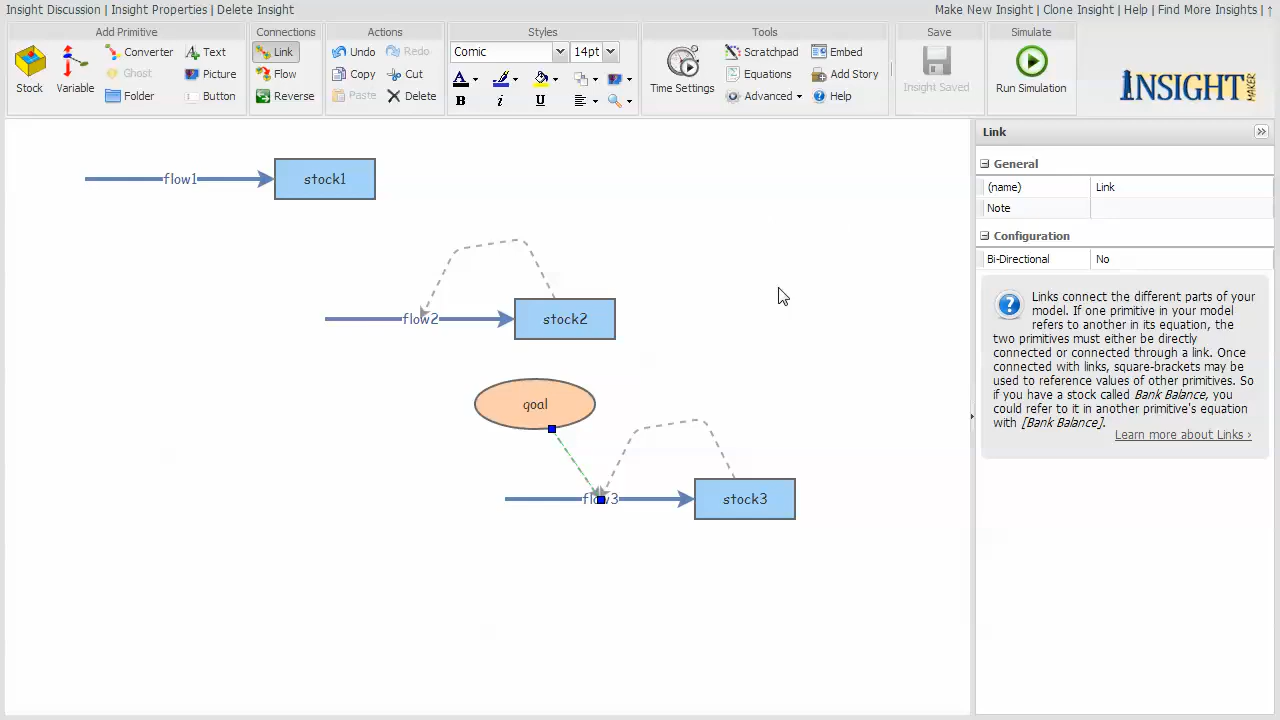 Insight Discussion | Insight Properties | Delete Insight
Make New Insight | Clone Insight | Help | Find More Insights | ↑
Add Primitive
Connections
Actions
Styles
Tools
Save
Simulate
Stock
Variable
Converter
Ghost
Folder
Text
Picture
Button
Link
Flow
Reverse
Undo
Redo
Copy
Cut
Paste
Delete
Comic
14pt
A
B
i
U
Time Settings
Scratchpad
Equations
Advanced
Embed
Add Story
Help
Insight Saved
Run Simulation
INSIGHT
MAKER
flow1
stock1
flow2
stock2
goal
flow3
stock3
Link
General
(name) Link
Note
Configuration
Bi-Directional No
Links connect the different parts of your
model. If one primitive in your model
refers to another in its equation, the
two primitives must either be directly
connected or connected through a link. Once
connected with links, square-brackets may be
used to reference values of other primitives. So
if you have a stock called Bank Balance, you
could refer to it in another primitive's equation
with [Bank Balance].
Learn more about Links ›